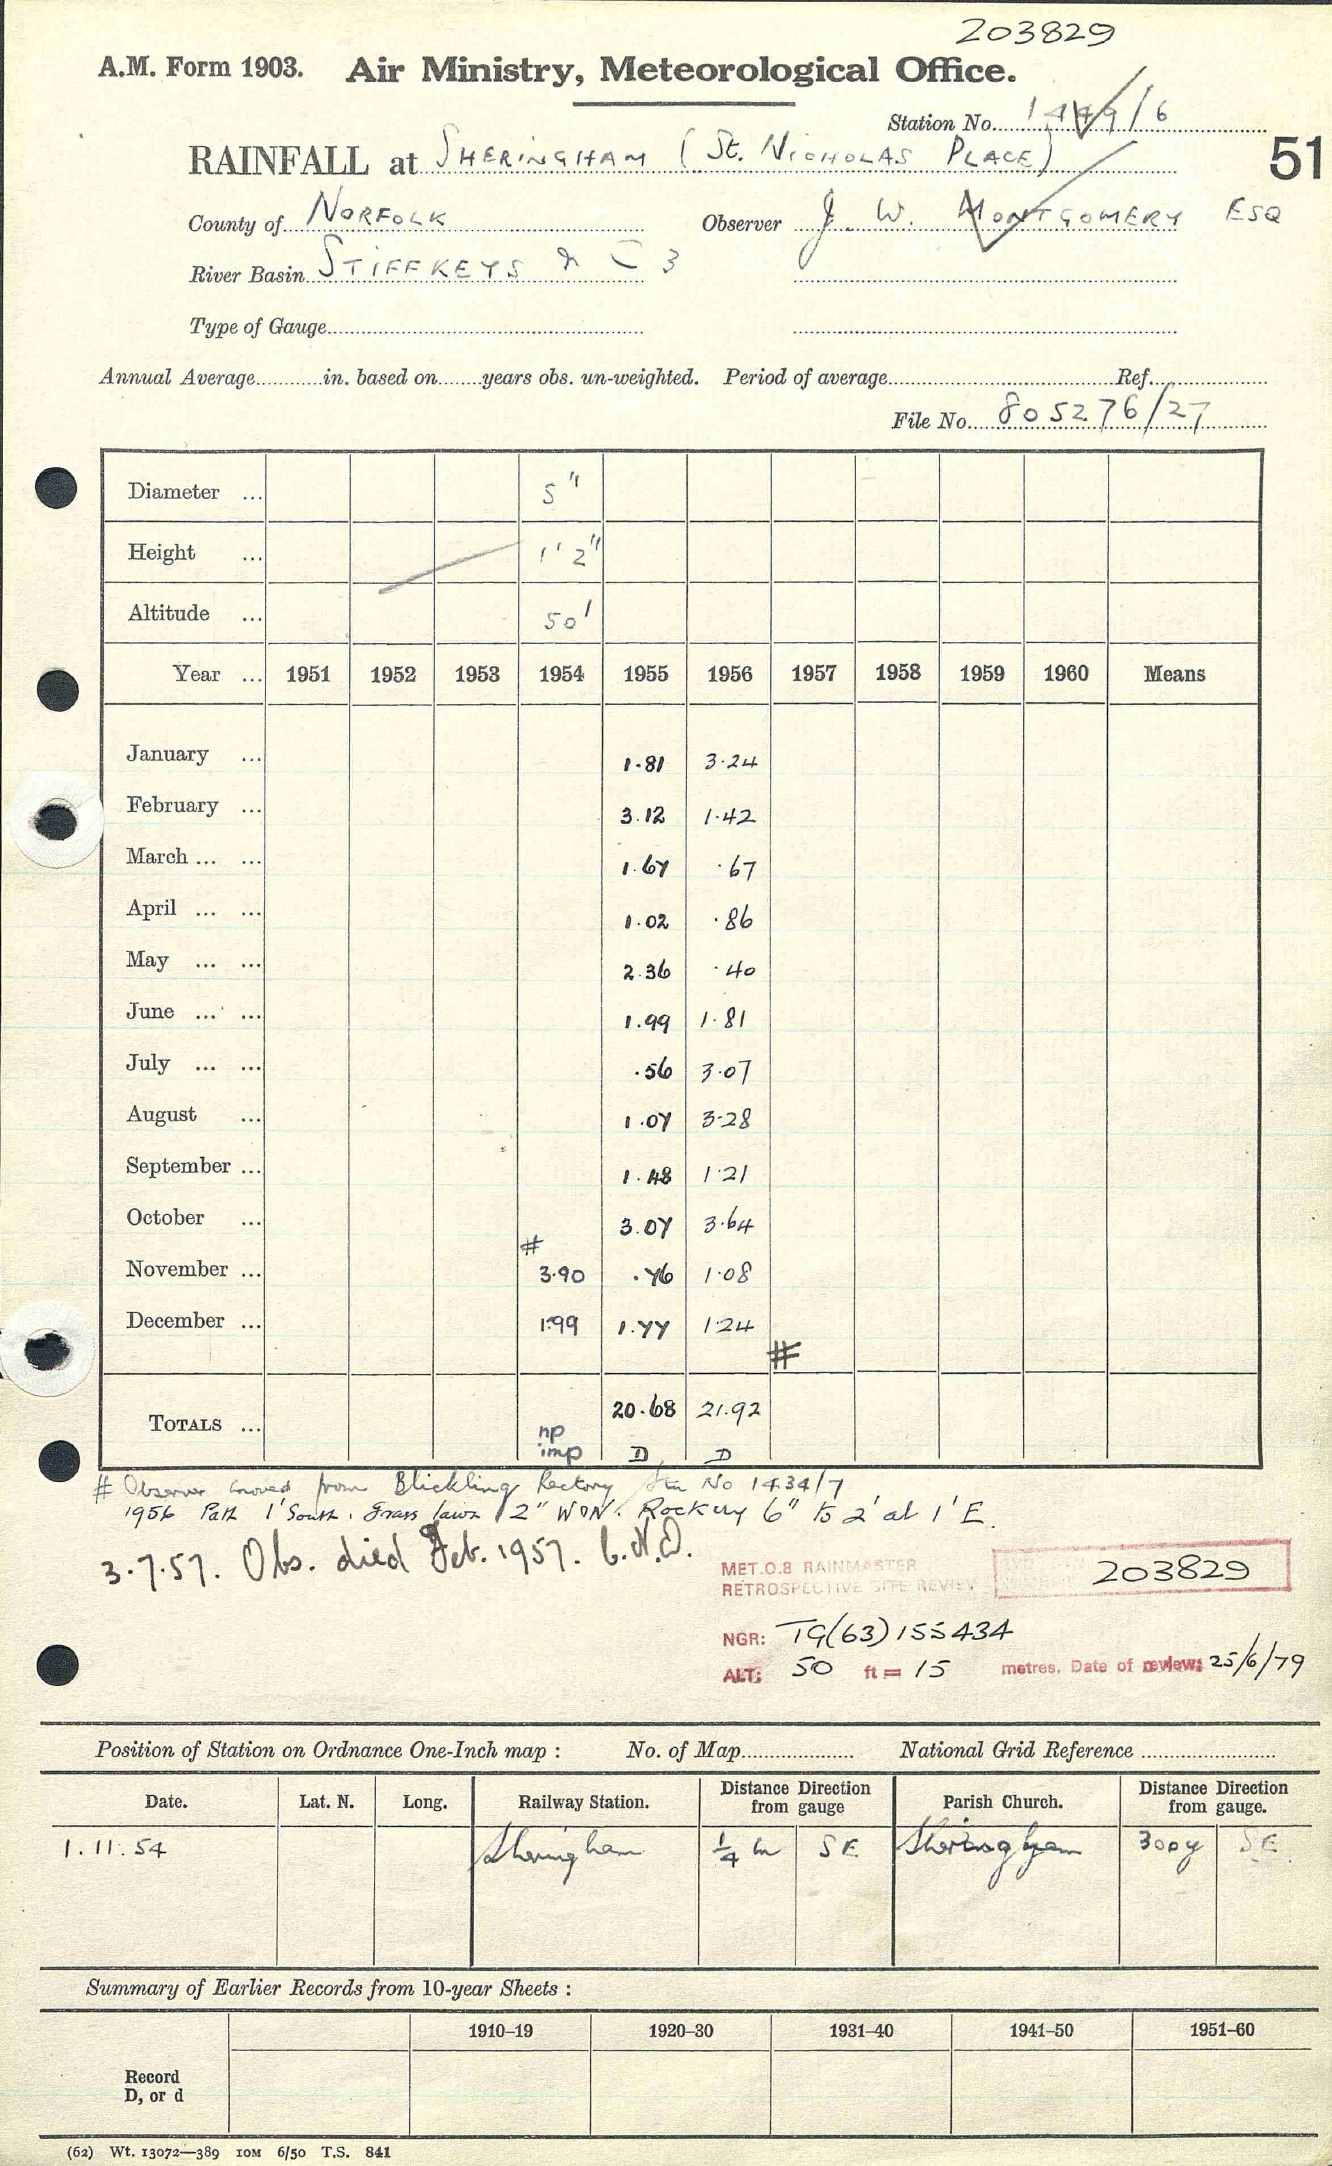 203829
A.M. Form 1903. Air Ministry, Meteorological Office.
Station No. 1449/6
RAINFALL at SHERINGHAM (St. NICHOLAS PLACE) 51
County of NORFOLK Observer J. W. MONTGOMERY ESQ
River Basin STIFFKEYS & C 3
Type of Gauge
Annual Average in. based on years obs. un-weighted. Period of average Ref.
File No. 805276/27
Diameter ... 5"
Height ... 1' 2"
Altitude ... 50'
Year ... 1951 1952 1953 1954 1955 1956 1957 1958 1959 1960 Means
January ... 1.81 3.24
February ... 3.12 1.42
March ... ... 1.67 .67
April ... ... 1.02 .86
May ... ... 2.36 .40
June ... ... 1.99 1.81
July ... ... .56 3.07
August ... 1.07 3.28
September ... 1.48 1.21
October ... 3.07 3.64
#
November ... 3.90 .76 1.08
December ... 1.99 1.77 1.24
#
TOTALS ... 20.68 21.92
np
imp D D
# Observer moved from Blickling Rectory Stn No 1434/7
1956 Path 1' South. Grass lawn 2" W & N. Rockery 6" to 2' at 1' E.
3.7.57. Obs. died Feb. 1957.
MET.O.8 RAINMASTER
RETROSPECTIVE SITE REVIEW 203829
NGR: TG(63)155434
ALT: 50 ft = 15 metres. Date of review: 25/6/79
Position of Station on Ordnance One-Inch map : No. of Map National Grid Reference
Date. Lat. N. Long. Railway Station. Distance Direction from gauge Parish Church. Distance Direction from gauge.
1.11.54 Sheringham 1/4 m SE Sheringham 300y SE
Summary of Earlier Records from 10-year Sheets :
1910–19 1920–30 1931–40 1941–50 1951–60
Record
D, or d
(62) Wt. 13072—389 10M 6/50 T.S. 841